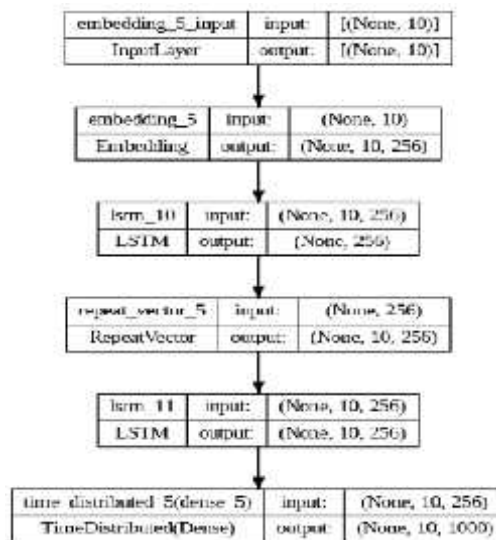 embedding_5_input input: [(None, 10)]
InputLayer output: [(None, 10)]
embedding_5 input: (None, 10)
Embedding output: (None, 10, 256)
lstm_10 input: (None, 10, 256)
LSTM output: (None, 256)
repeat_vector_5 input: (None, 256)
RepeatVector output: (None, 10, 256)
lstm_11 input: (None, 10, 256)
LSTM output: (None, 10, 256)
time_distributed_5(dense_5) input: (None, 10, 256)
TimeDistributed(Dense) output: (None, 10, 1000)